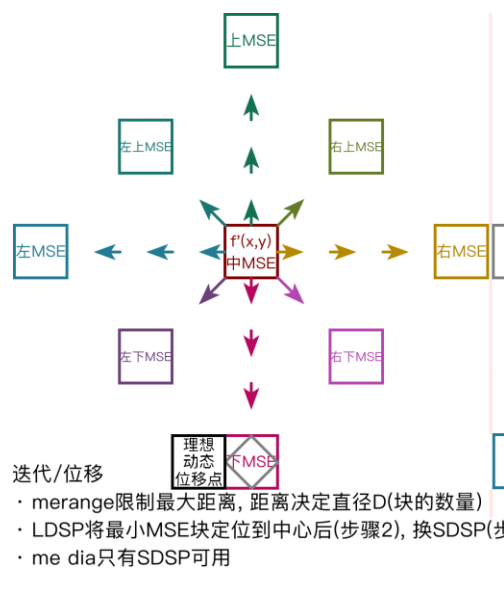 上MSE
左上MSE
右上MSE
左MSE
f'(x,y)
中MSE
右MSE
左下MSE
右下MSE
理想
动态
位移点
下MSE
迭代/位移
· merange限制最大距离, 距离决定直径D(块的数量)
· LDSP将最小MSE块定位到中心后(步骤2), 换SDSP(步
· me dia只有SDSP可用